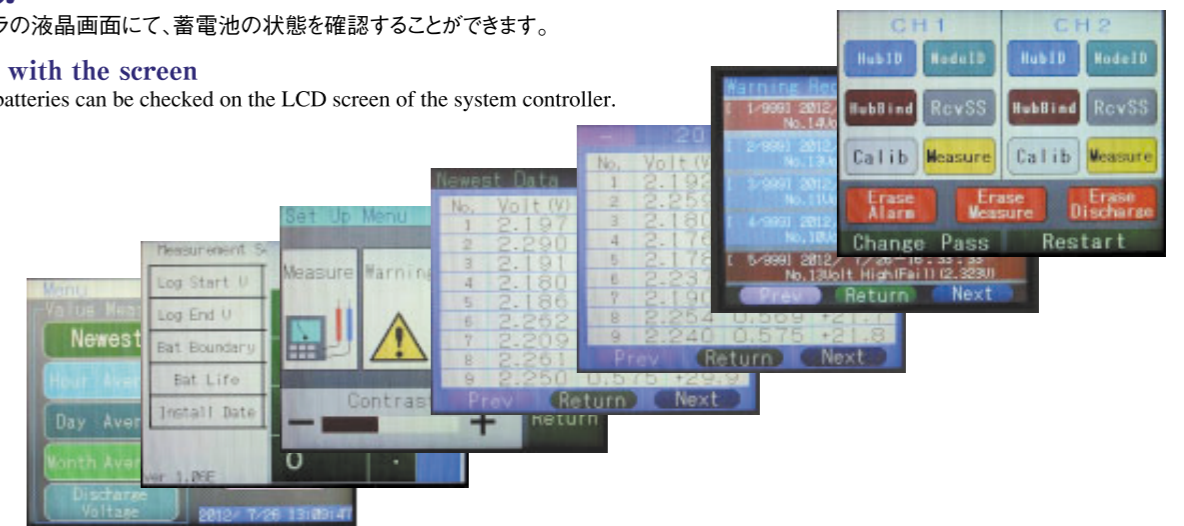 ラの液晶画面にて、蓄電池の状態を確認することができます。
with the screen
batteries can be checked on the LCD screen of the system controller.
CH1 CH2
HubID NodeID HubID NodeID
HubBind RcvSS HubBind RcvSS
Calib Measure Calib Measure
Erase Alarm Erase Measure Erase Discharge
Change Pass Restart
Warning Rec
[ 1/999] 2012/
No.14Vo
[ 2/999] 2012/
No.13V
[ 3/999] 2012/
No.11Vo
[ 4/999] 2012/
No.10V
[ 5/999] 2012/ 7/26-16:33:33
No.13Volt High(Fail)(2.323V)
Prev Return Next
20
No. Volt (V
1 2.192
2 2.259
3 2.180
4 2.176
5 2.178
6 2.237
7 2.190
8 2.254 0.569 +21.7
9 2.240 0.575 +21.8
Prev Return Next
Newest Data
No. Volt (V)
1 2.197
2 2.290
3 2.191
4 2.180
5 2.186
6 2.262
7 2.209
8 2.261
9 2.250 0.575 +29.9
Prev Return Next
Set Up Menu
Measure Warning
Contras
− +
Return
0 .
Measurement S
Log Start V
Log End V
Bat Boundary
Bat Life
Install Date
ver 1.06E
Menu
Value Meas
Newest
Hour Aver
Day Aver
Month Aver
Discharge
Voltage
2012/ 7/26 13:09:47